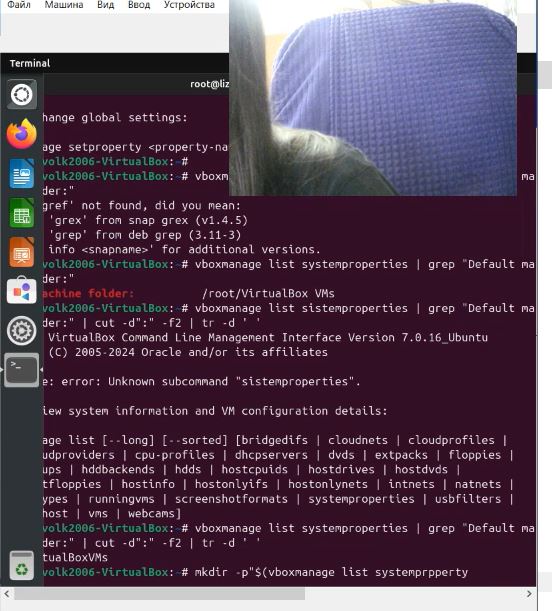 Файл Машина Вид Ввод Устройства
Terminal
root@liz
hange global settings:
age setproperty <property-na
volk2006-VirtualBox:~#
volk2006-VirtualBox:~# vboxm ma
der:"
gref' not found, did you mean:
'grex' from snap grex (v1.4.5)
'grep' from deb grep (3.11-3)
info <snapname>' for additional versions.
volk2006-VirtualBox:~# vboxmanage list systemproperties | grep "Default ma
der:"
achine folder: /root/VirtualBox VMs
volk2006-VirtualBox:~# vboxmanage list sistemproperties | grep "Default ma
der:" | cut -d":" -f2 | tr -d ' '
VirtualBox Command Line Management Interface Version 7.0.16_Ubuntu
(C) 2005-2024 Oracle and/or its affiliates
e: error: Unknown subcommand "sistemproperties".
iew system information and VM configuration details:
age list [--long] [--sorted] [bridgedifs | cloudnets | cloudprofiles |
udproviders | cpu-profiles | dhcpservers | dvds | extpacks | floppies |
ups | hddbackends | hdds | hostcpuids | hostdrives | hostdvds |
tfloppies | hostinfo | hostonlyifs | hostonlynets | intnets | natnets |
ypes | runningvms | screenshotformats | systemproperties | usbfilters |
host | vms | webcams]
volk2006-VirtualBox:~# vboxmanage list systemproperties | grep "Default ma
der:" | cut -d":" -f2 | tr -d ' '
tualBoxVMs
volk2006-VirtualBox:~# mkdir -p"$(vboxmanage list systemprpperty